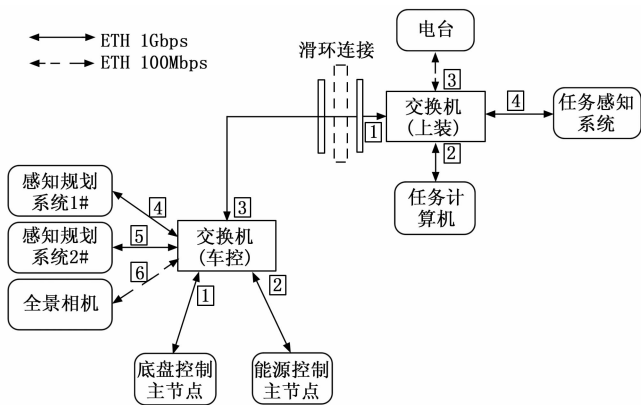 ETH 1Gbps
ETH 100Mbps
滑环连接
电台
3
交换机
(上装)
4
任务感知
系统
1
2
任务计
算机
感知规划
系统1#
4
3
感知规划
系统2#
5
交换机
(车控)
6
全景相机
1
2
底盘控制
主节点
能源控制
主节点